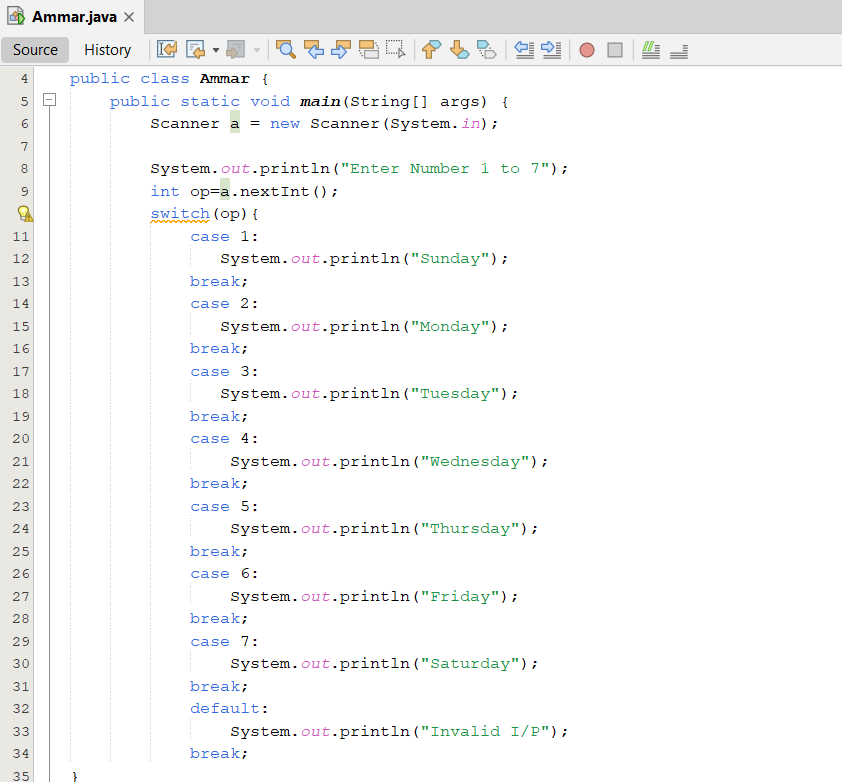 Ammar.java
Source History
4 public class Ammar {
5 public static void main(String[] args) {
6 Scanner a = new Scanner(System.in);
7
8 System.out.println("Enter Number 1 to 7");
9 int op=a.nextInt();
switch(op){
11 case 1:
12 System.out.println("Sunday");
13 break;
14 case 2:
15 System.out.println("Monday");
16 break;
17 case 3:
18 System.out.println("Tuesday");
19 break;
20 case 4:
21 System.out.println("Wednesday");
22 break;
23 case 5:
24 System.out.println("Thursday");
25 break;
26 case 6:
27 System.out.println("Friday");
28 break;
29 case 7:
30 System.out.println("Saturday");
31 break;
32 default:
33 System.out.println("Invalid I/P");
34 break;
35 }